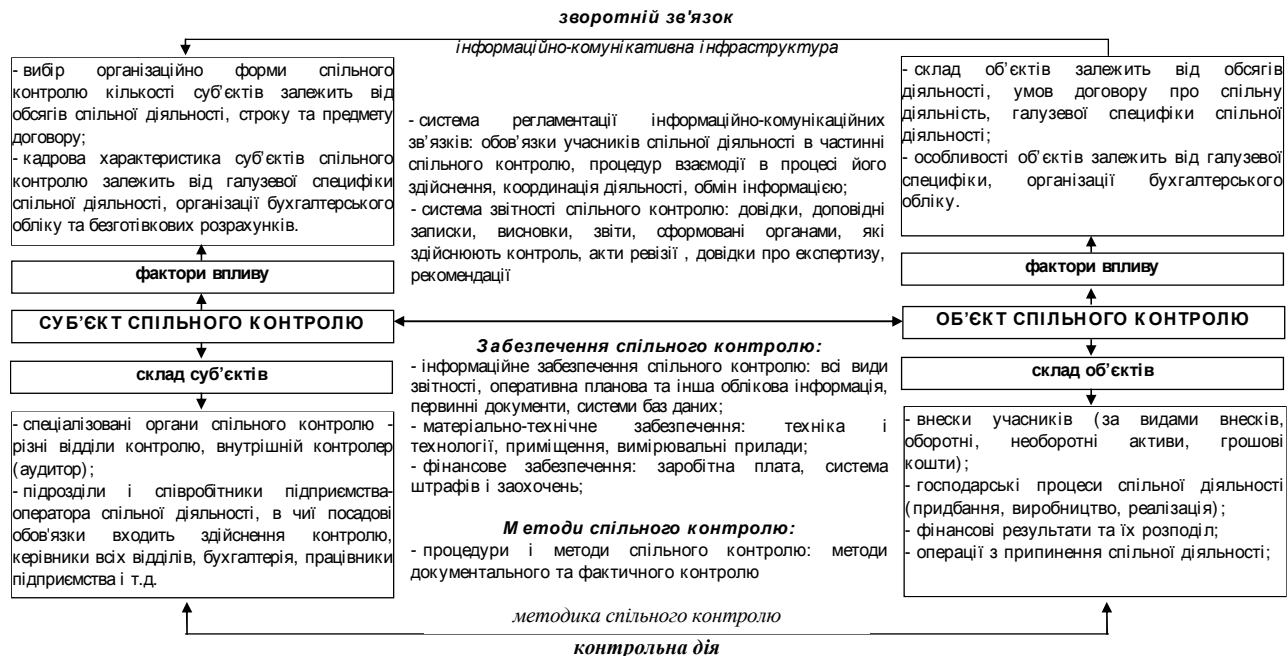 зворотній зв'язок
інформаційно-комунікативна інфраструктура
- вибір організаційно форми спільного
контролю кількості суб'єктів залежить від
обсягів спільної діяльності, строку та предмету
договору;
- кадрова характеристика суб'єктів спільного
контролю залежить від галузевої специфіки
спільної діяльності, організації бухгалтерського
обліку та безготівкових розрахунків.
фактори впливу
СУБ'ЄКТ СПІЛЬНОГО КОНТРОЛЮ
склад суб'єктів
- спеціалізовані органи спільного контролю -
різні відділи контролю, внутрішній контролер
(аудитор);
- підрозділи і співробітники підприємства-
оператора спільної діяльності, в чиї посадові
обов'язки входить здійснення контролю,
керівники всіх відділів, бухгалтерія, працівники
підприємства і т.д.
- система регламентації інформаційно-комунікаційних
зв'язків: обов'язки учасників спільної діяльності в частинні
спільного контролю, процедур взаємодії в процесі його
здійснення, координація діяльності, обмін інформацією;
- система звітності спільного контролю: довідки, доповідні
записки, висновки, звіти, сформовані органами, які
здійснюють контроль, акти ревізії , довідки про експертизу,
рекомендації
Забезпечення спільного контролю:
- інформаційне забезпечення спільного контролю: всі види
звітності, оперативна планова та інша облікова інформація,
первинні документи, системи баз даних;
- матеріально-технічне забезпечення: техніка і
технології, приміщення, вимірювальні прилади;
- фінансове забезпечення: заробітна плата, система
штрафів і заохочень;
Методи спільного контролю:
- процедури і методи спільного контролю: методи
документального та фактичного контролю
- склад об'єктів залежить від обсягів
діяльності, умов договору про спільну
діяльність, галузевої специфіки спільної
діяльності;
- особливості об'єктів залежить від галузевої
специфіки, організації бухгалтерського
обліку.
фактори впливу
ОБ'ЄКТ СПІЛЬНОГО КОНТРОЛЮ
склад об'єктів
- внески учасників (за видами внесків,
оборотні, необоротні активи, грошові
кошти);
- господарські процеси спільної діяльності
(придбання, виробництво, реалізація);
- фінансові результати та їх розподіл;
- операції з припинення спільної діяльності;
методика спільного контролю
контрольна дія